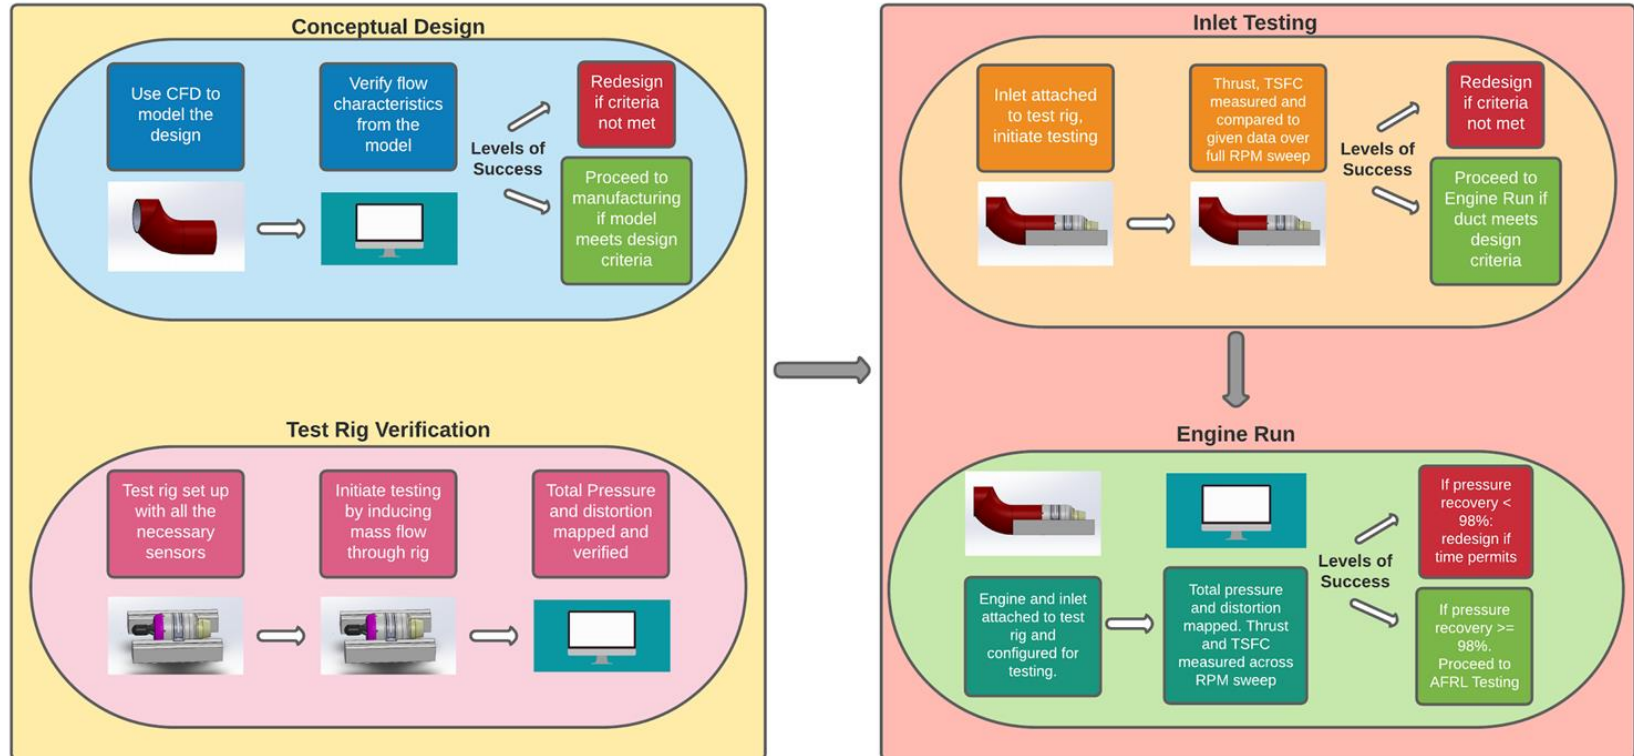 Conceptual Design
Use CFD to
model the
design
Verify flow
characteristics
from the
model
Levels of
Success
Redesign
if criteria
not met
Proceed to
manufacturing
if model
meets design
criteria
Test Rig Verification
Test rig set up
with all the
necessary
sensors
Initiate testing
by inducing
mass flow
through rig
Total Pressure
and distortion
mapped and
verified
Inlet Testing
Inlet attached
to test rig,
initiate testing
Thrust, TSFC
measured and
compared to
given data over
full RPM sweep
Levels of
Success
Redesign
if criteria
not met
Proceed to
Engine Run if
duct meets
design
criteria
Engine Run
Engine and inlet
attached to test
rig and
configured for
testing.
Total pressure
and distortion
mapped. Thrust
and TSFC
measured across
RPM sweep
Levels of
Success
If pressure
recovery <
98%:
redesign if
time permits
If pressure
recovery >=
98%.
Proceed to
AFRL Testing